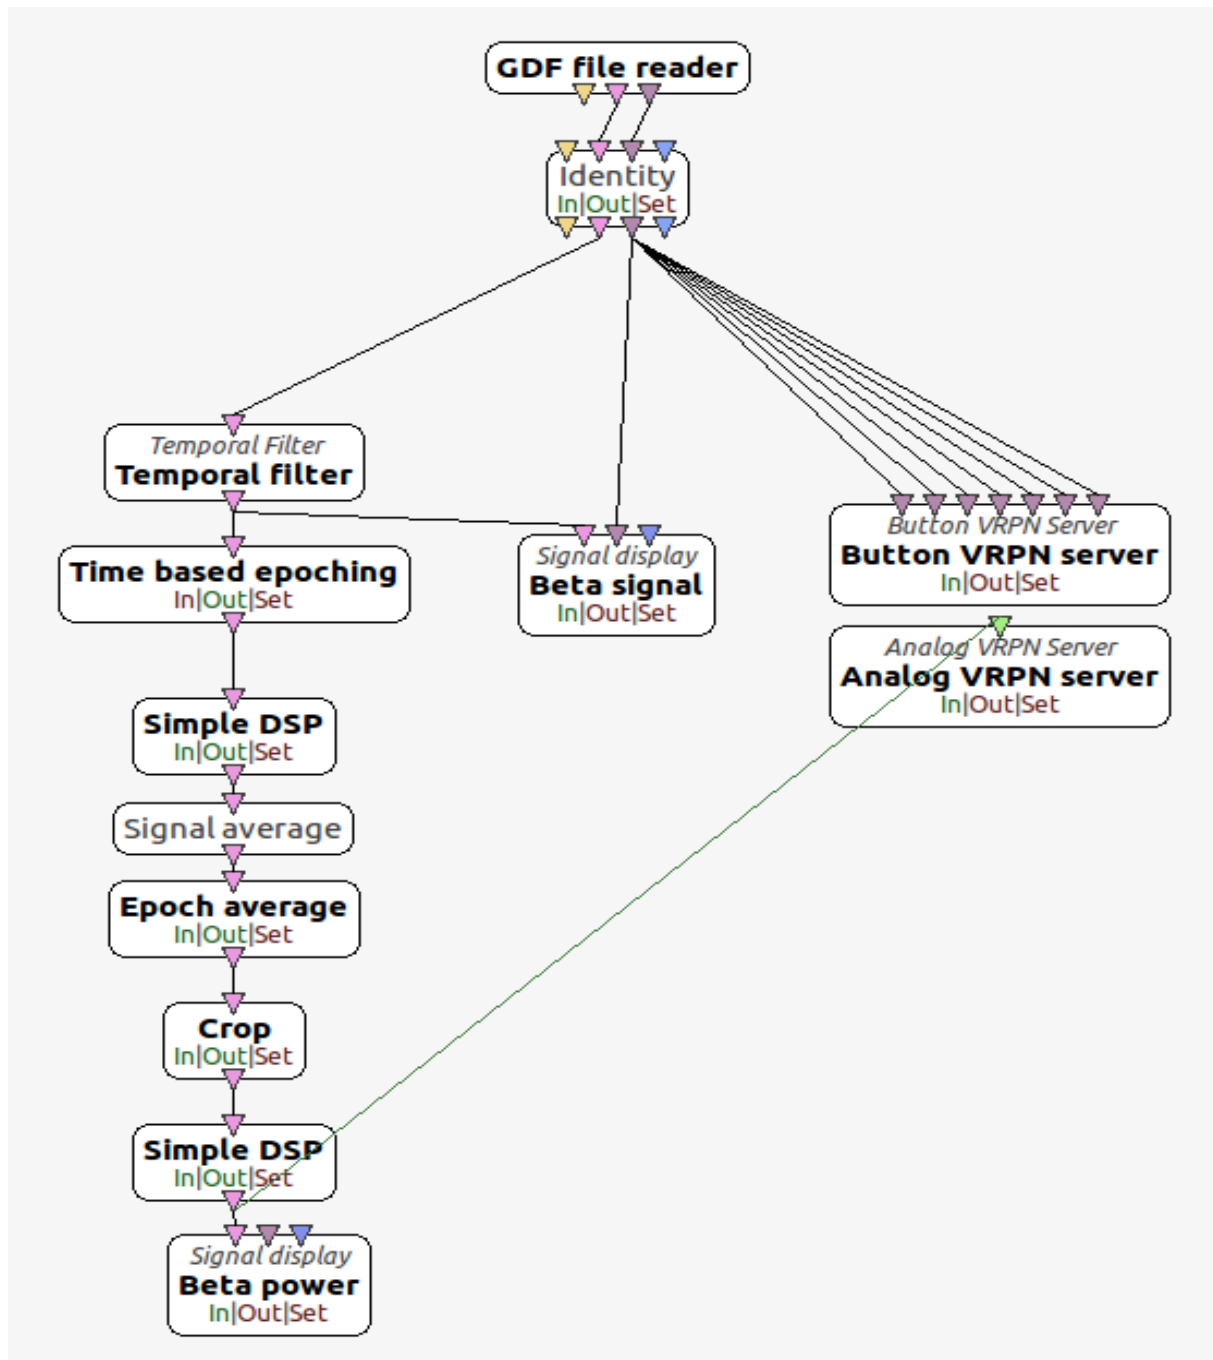 GDF file reader
Identity
In|Out|Set
Temporal Filter
Temporal filter
Time based epoching
In|Out|Set
Signal display
Beta signal
In|Out|Set
Button VRPN Server
Button VRPN server
In|Out|Set
Analog VRPN Server
Analog VRPN server
In|Out|Set
Simple DSP
In|Out|Set
Signal average
Epoch average
In|Out|Set
Crop
In|Out|Set
Simple DSP
In|Out|Set
Signal display
Beta power
In|Out|Set